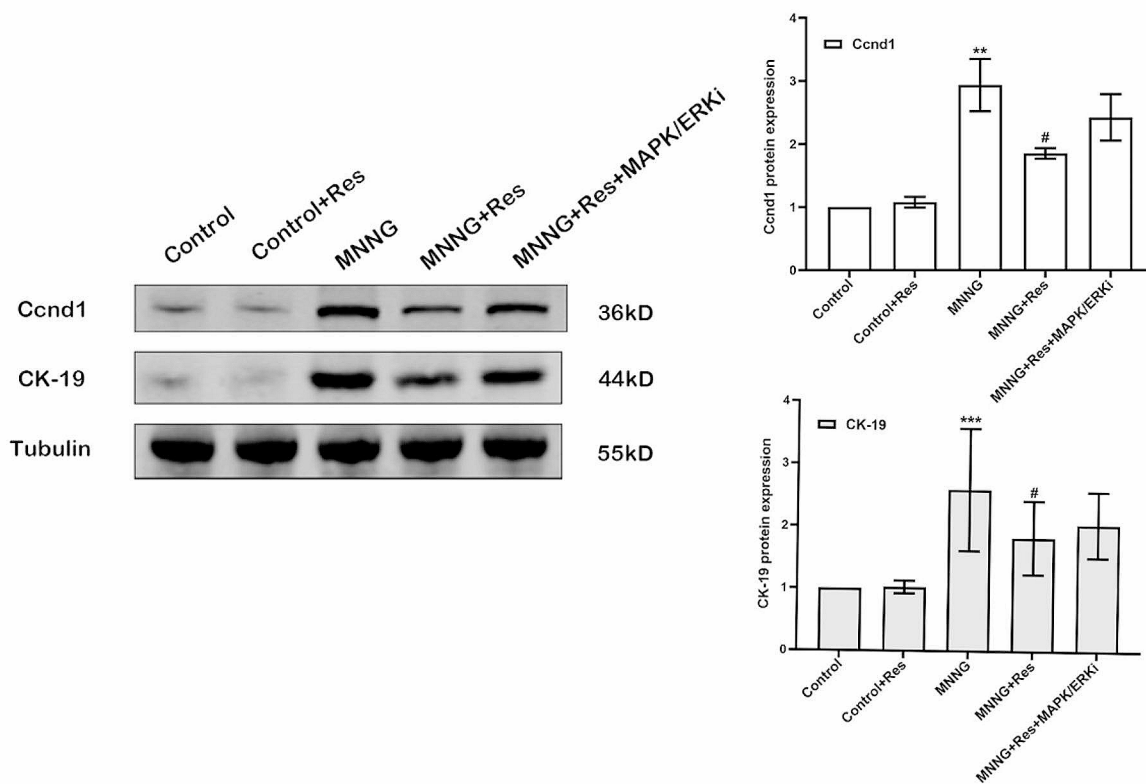 Control
Control+Res
MNNG
MNNG+Res
MNNG+Res+MAPK/ERKi
Ccnd1
36kD
CK-19
44kD
Tubulin
55kD
Ccnd1
Ccnd1 protein expression
4
3
2
1
0
**
#
Control
Control+Res
MNNG
MNNG+Res
MNNG+Res+MAPK/ERKi
CK-19
CK-19 protein expression
4
3
2
1
0
***
#
Control
Control+Res
MNNG
MNNG+Res
MNNG+Res+MAPK/ERKi